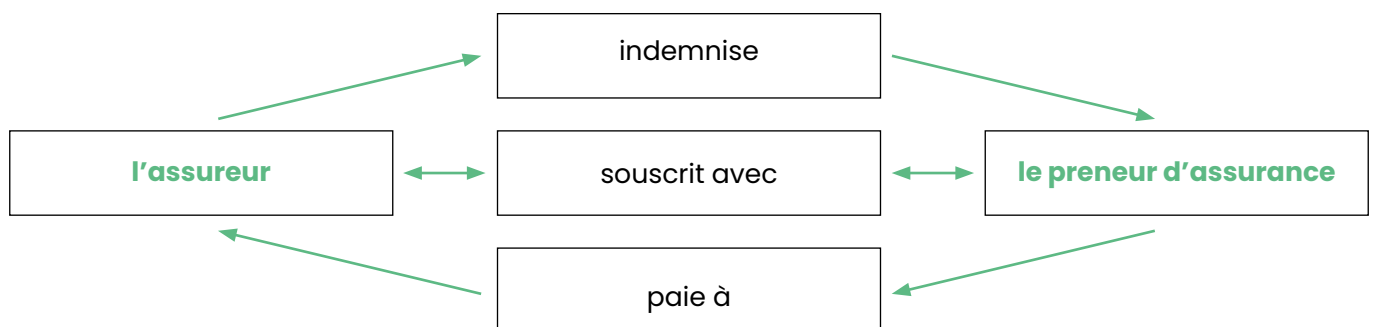 indemnise
l’assureur
souscrit avec
le preneur d’assurance
paie à